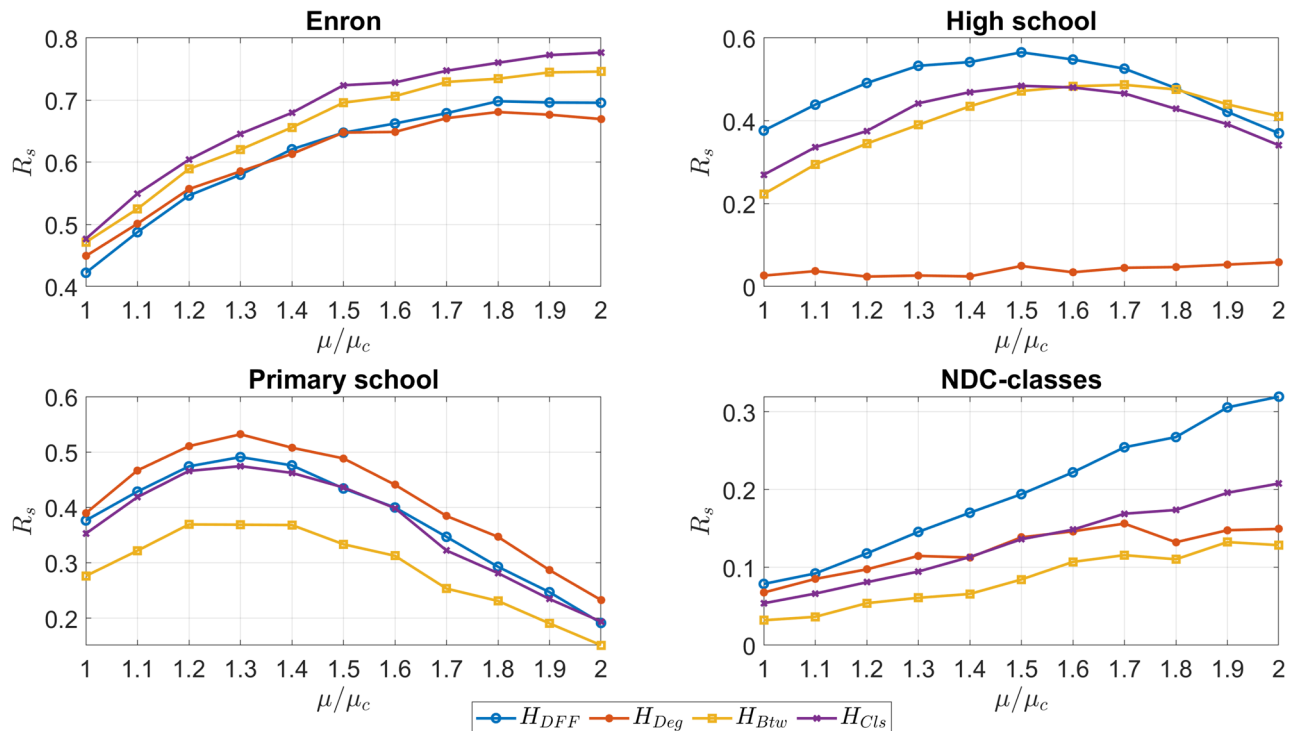 Enron
0.8
0.7
0.6
0.5
0.4
R_s
1 1.1 1.2 1.3 1.4 1.5 1.6 1.7 1.8 1.9 2
μ/μ_c
High school
0.6
0.4
0.2
0
R_s
1 1.1 1.2 1.3 1.4 1.5 1.6 1.7 1.8 1.9 2
μ/μ_c
Primary school
0.6
0.5
0.4
0.3
0.2
R_s
1 1.1 1.2 1.3 1.4 1.5 1.6 1.7 1.8 1.9 2
μ/μ_c
NDC-classes
0.3
0.2
0.1
0
R_s
1 1.1 1.2 1.3 1.4 1.5 1.6 1.7 1.8 1.9 2
μ/μ_c
H_DFF H_Deg H_Btw H_Cls